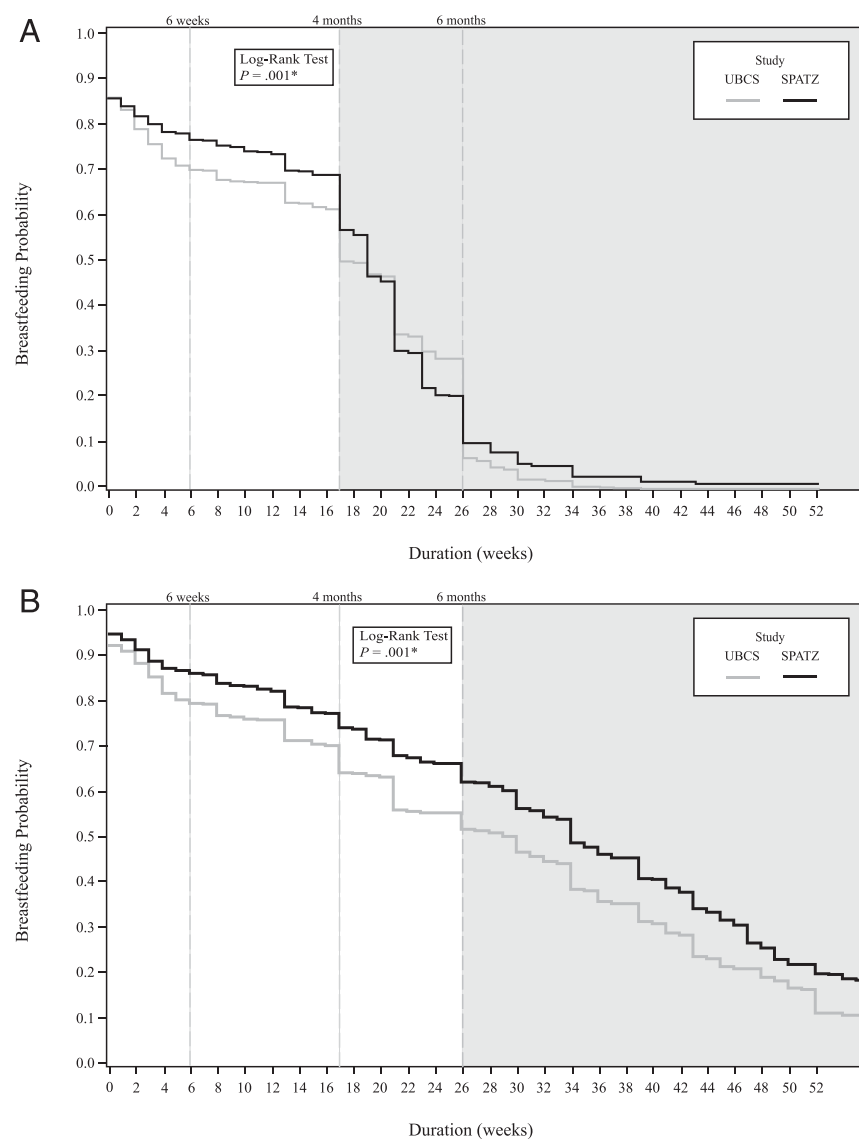 A
6 weeks 4 months 6 months
Log-Rank Test
P = .001*
Study
UBCS SPATZ
Breastfeeding Probability
1.0
0.9
0.8
0.7
0.6
0.5
0.4
0.3
0.2
0.1
0.0
0 2 4 6 8 10 12 14 16 18 20 22 24 26 28 30 32 34 36 38 40 42 44 46 48 50 52
Duration (weeks)
B
6 weeks 4 months 6 months
Log-Rank Test
P = .001*
Study
UBCS SPATZ
Breastfeeding Probability
1.0
0.9
0.8
0.7
0.6
0.5
0.4
0.3
0.2
0.1
0.0
0 2 4 6 8 10 12 14 16 18 20 22 24 26 28 30 32 34 36 38 40 42 44 46 48 50 52
Duration (weeks)